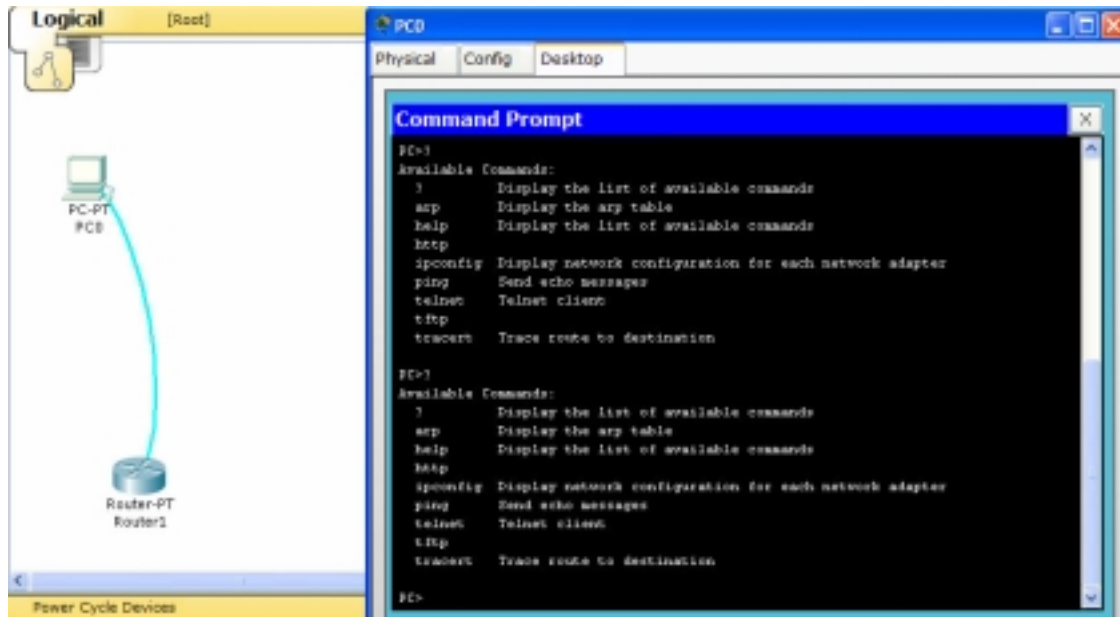 Logical [Root]
PC-PT
PC0
Router-PT
Router1
Power Cycle Devices
PC0
Physical Config Desktop
Command Prompt X
PC>?
Available Commands:
? Display the list of available commands
arp Display the arp table
help Display the list of available commands
http
ipconfig Display network configuration for each network adapter
ping Send echo messages
telnet Telnet client
tftp
tracert Trace route to destination
PC>?
Available Commands:
? Display the list of available commands
arp Display the arp table
help Display the list of available commands
http
ipconfig Display network configuration for each network adapter
ping Send echo messages
telnet Telnet client
tftp
tracert Trace route to destination
PC>